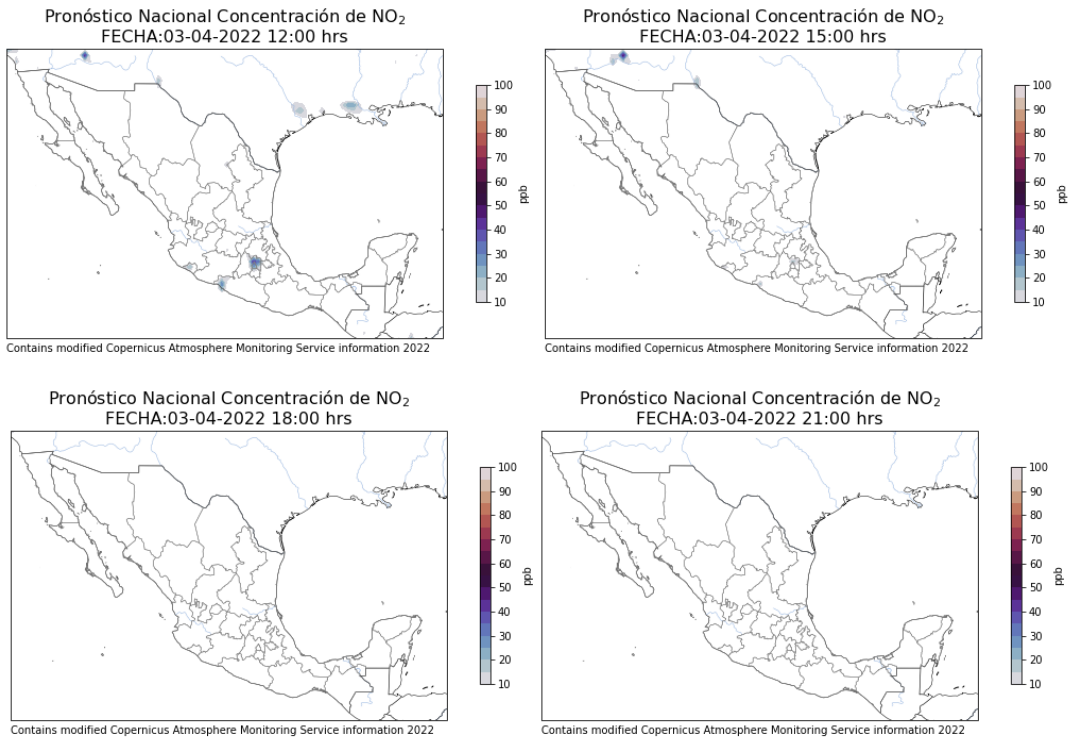 Pronóstico Nacional Concentración de NO₂
FECHA:03-04-2022 12:00 hrs
100
90
80
70
60
50
40
30
20
10
ppb
Contains modified Copernicus Atmosphere Monitoring Service information 2022
Pronóstico Nacional Concentración de NO₂
FECHA:03-04-2022 15:00 hrs
100
90
80
70
60
50
40
30
20
10
ppb
Contains modified Copernicus Atmosphere Monitoring Service information 2022
Pronóstico Nacional Concentración de NO₂
FECHA:03-04-2022 18:00 hrs
100
90
80
70
60
50
40
30
20
10
ppb
Contains modified Copernicus Atmosphere Monitoring Service information 2022
Pronóstico Nacional Concentración de NO₂
FECHA:03-04-2022 21:00 hrs
100
90
80
70
60
50
40
30
20
10
ppb
Contains modified Copernicus Atmosphere Monitoring Service information 2022